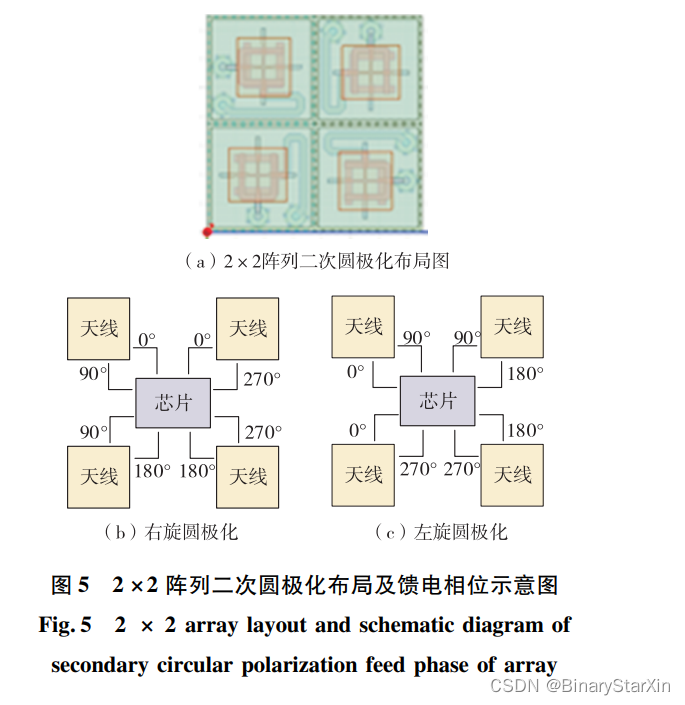 （a）2×2阵列二次圆极化布局图
天线 0° 0° 天线
90° 270°
芯片
90° 270°
天线 180° 180° 天线
（b）右旋圆极化
天线 90° 90° 天线
0° 180°
芯片
0° 180°
天线 270° 270° 天线
（c）左旋圆极化
图 5 2×2 阵列二次圆极化布局及馈电相位示意图
Fig. 5 2 × 2 array layout and schematic diagram of
secondary circular polarization feed phase of array
CSDN @BinaryStarXin